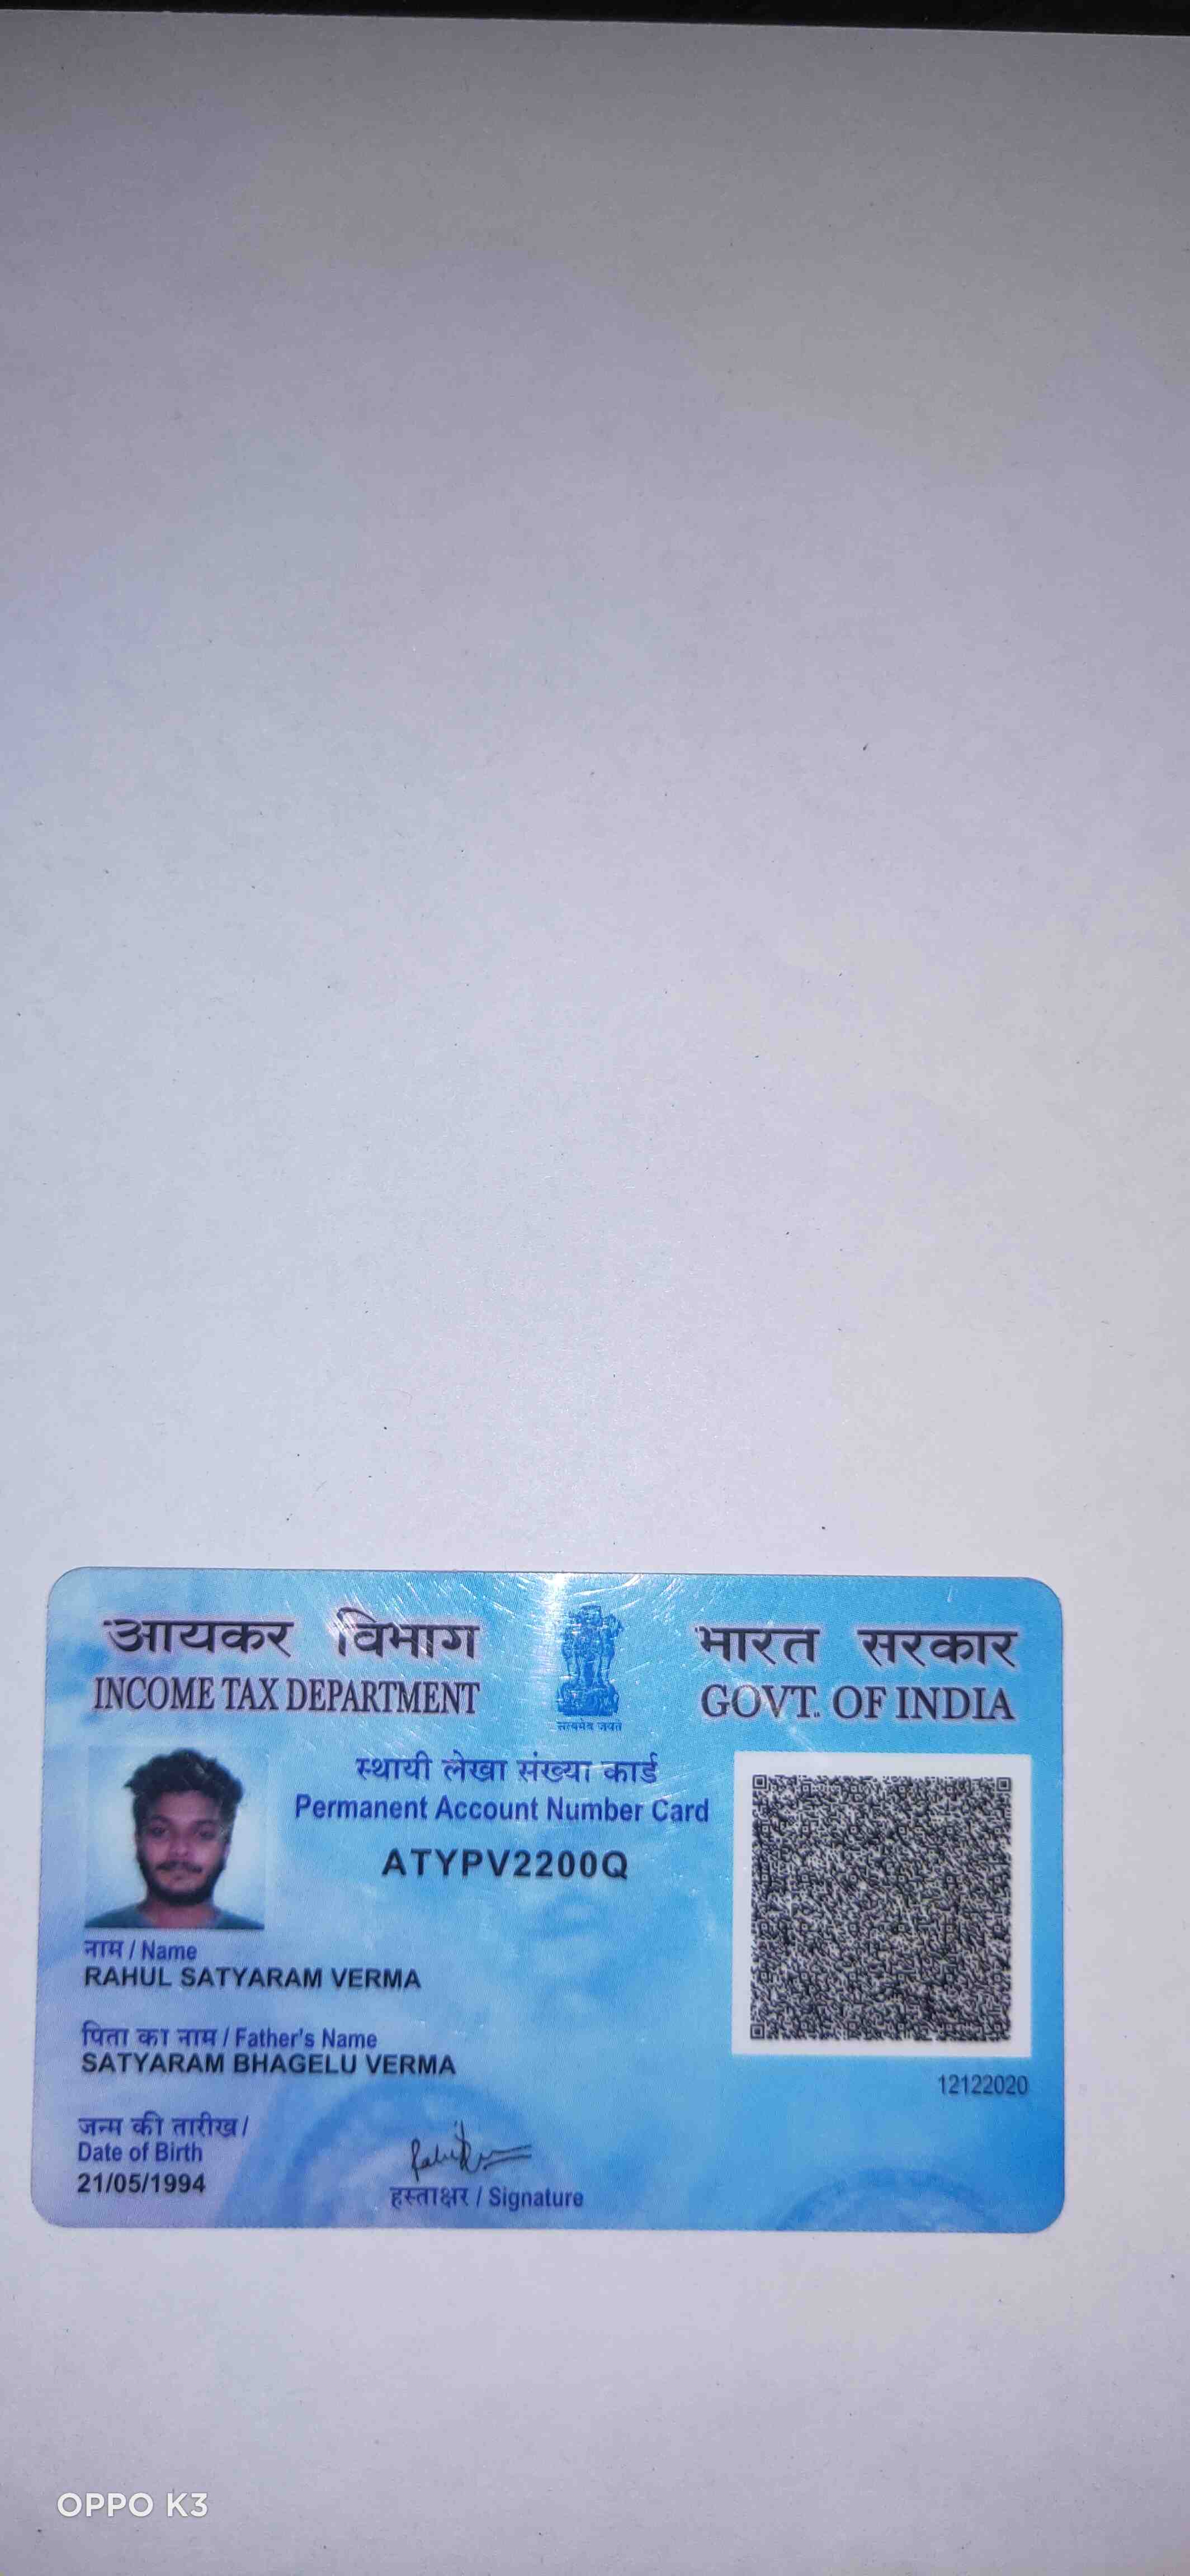 आयकर विभाग
INCOME TAX DEPARTMENT
सत्यमेव जयते
भारत सरकार
GOVT. OF INDIA
स्थायी लेखा संख्या कार्ड
Permanent Account Number Card
ATYPV2200Q
नाम / Name
RAHUL SATYARAM VERMA
पिता का नाम / Father's Name
SATYARAM BHAGELU VERMA
12122020
जन्म की तारीख /
Date of Birth
21/05/1994
हस्ताक्षर / Signature
OPPO K3